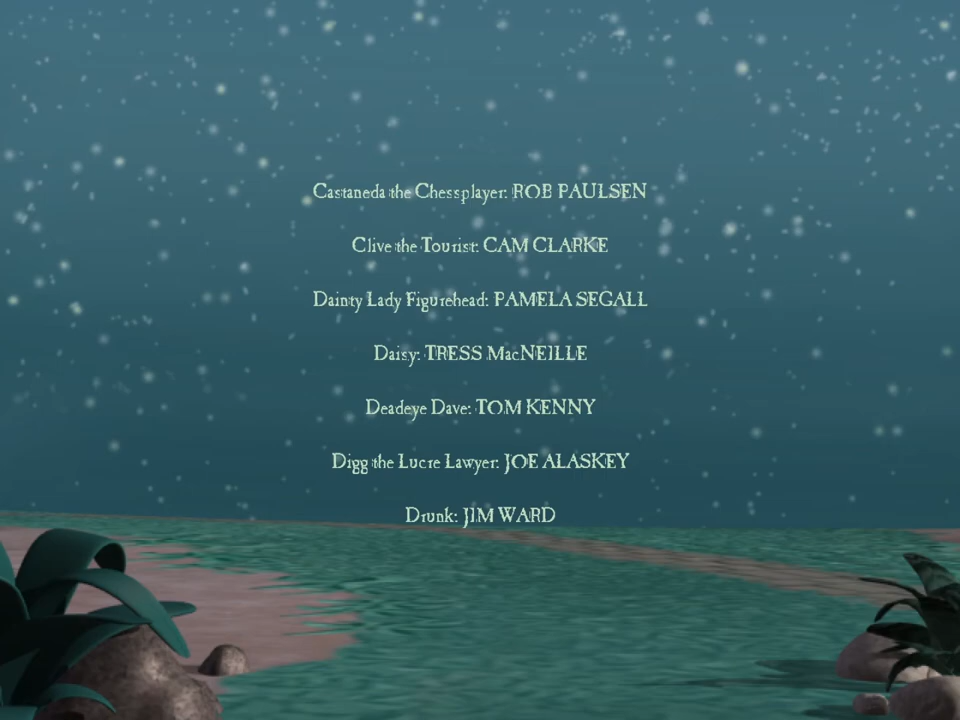 Castaneda the Chessplayer: ROB PAULSEN
Clive the Tourist: CAM CLARKE
Dainty Lady Figurehead: PAMELA SEGALL
Daisy: TRESS MacNEILLE
Deadeye Dave: TOM KENNY
Digg the Lucre Lawyer: JOE ALASKEY
Drunk: JIM WARD